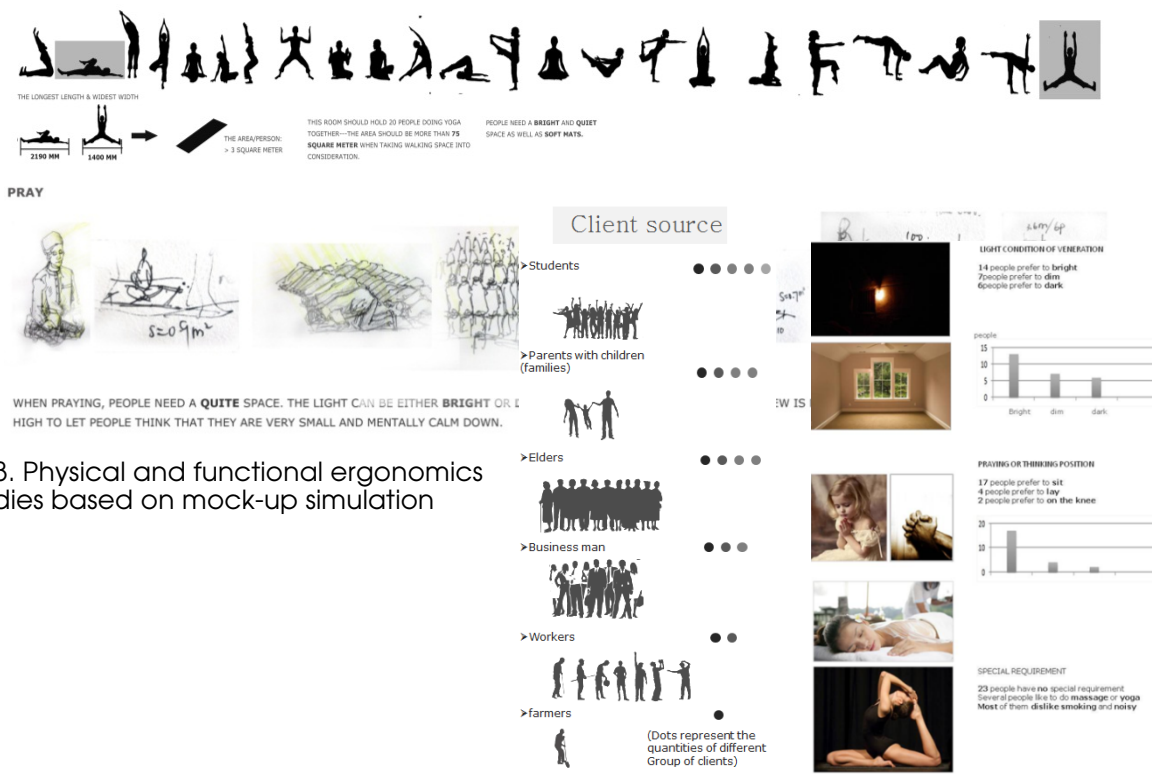 THE LONGEST LENGTH & WIDEST WIDTH
2190 MM
1400 MM
THE AREA/PERSON:
> 3 SQUARE METER
THIS ROOM SHOULD HOLD 20 PEOPLE DOING YOGA
TOGETHER---THE AREA SHOULD BE MORE THAN 75
SQUARE METER WHEN TAKING WALKING SPACE INTO
CONSIDERATION.
PEOPLE NEED A BRIGHT AND QUIET
SPACE AS WELL AS SOFT MATS.
PRAY
WHEN PRAYING, PEOPLE NEED A QUITE SPACE. THE LIGHT CAN BE EITHER BRIGHT OR
HIGH TO LET PEOPLE THINK THAT THEY ARE VERY SMALL AND MENTALLY CALM DOWN.
3. Physical and functional ergonomics
dies based on mock-up simulation
Client source
➢Students
➢Parents with children
(families)
➢Elders
➢Business man
➢Workers
➢farmers
(Dots represent the
quantities of different
Group of clients)
EW IS
LIGHT CONDITION OF VENERATION
14 people prefer to bright
7people prefer to dim
6people prefer to dark
people
15
10
5
0
Bright dim dark
PRAYING OR THINKING POSITION
17 people prefer to sit
4 people prefer to lay
2 people prefer to on the knee
20
10
0
SPECIAL REQUIREMENT
23 people have no special requirement
Several people like to do massage or yoga
Most of them dislike smoking and noisy